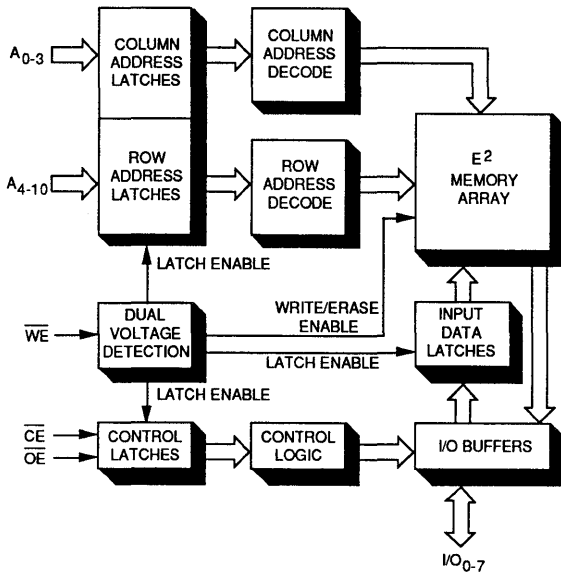 A0-3
COLUMN
ADDRESS
LATCHES
COLUMN
ADDRESS
DECODE
A4-10
ROW
ADDRESS
LATCHES
ROW
ADDRESS
DECODE
E²
MEMORY
ARRAY
LATCH ENABLE
WE
DUAL
VOLTAGE
DETECTION
WRITE/ERASE
ENABLE
LATCH ENABLE
INPUT
DATA
LATCHES
LATCH ENABLE
CE
OE
CONTROL
LATCHES
CONTROL
LOGIC
I/O BUFFERS
I/O0-7